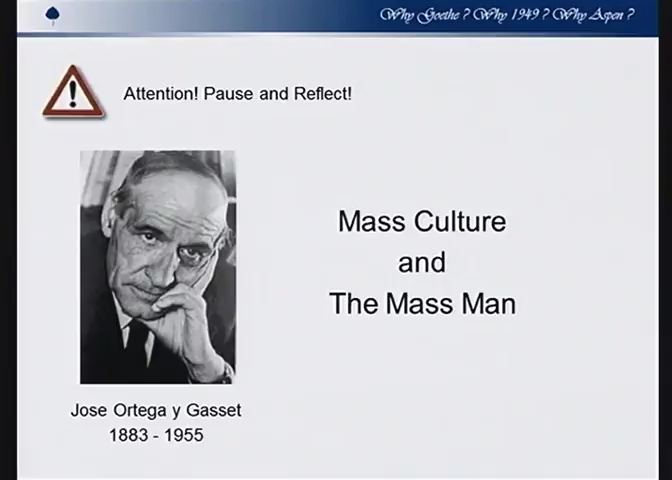 Why Goethe ? Why 1949 ? Why Aspen ?
Attention! Pause and Reflect!
Mass Culture
and
The Mass Man
Jose Ortega y Gasset
1883 - 1955